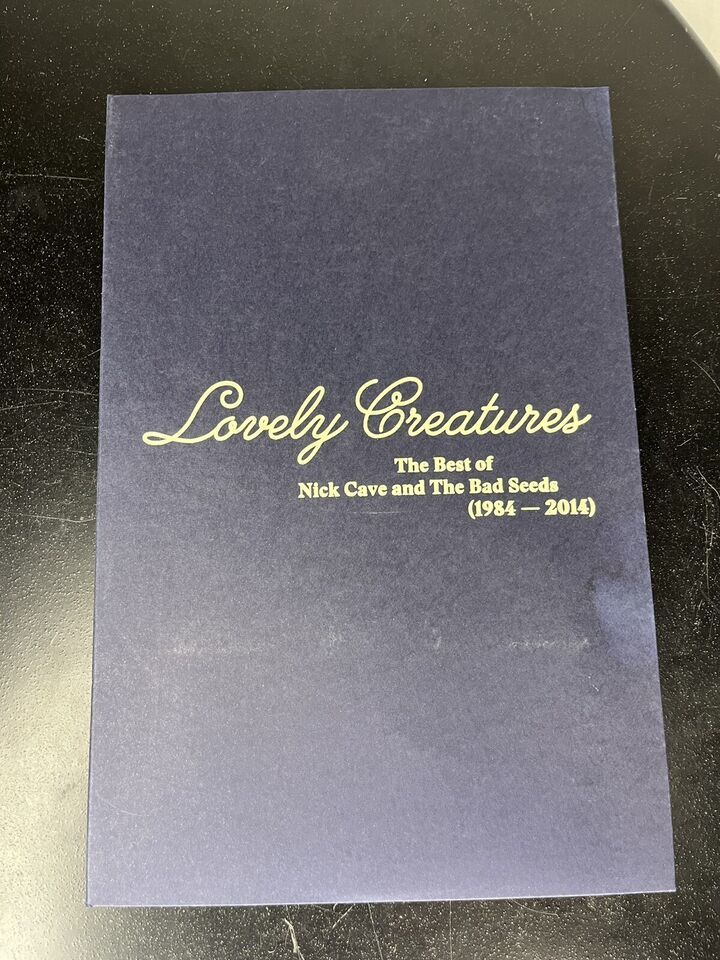 Lovely Creatures
The Best of
Nick Cave and The Bad Seeds
(1984 — 2014)